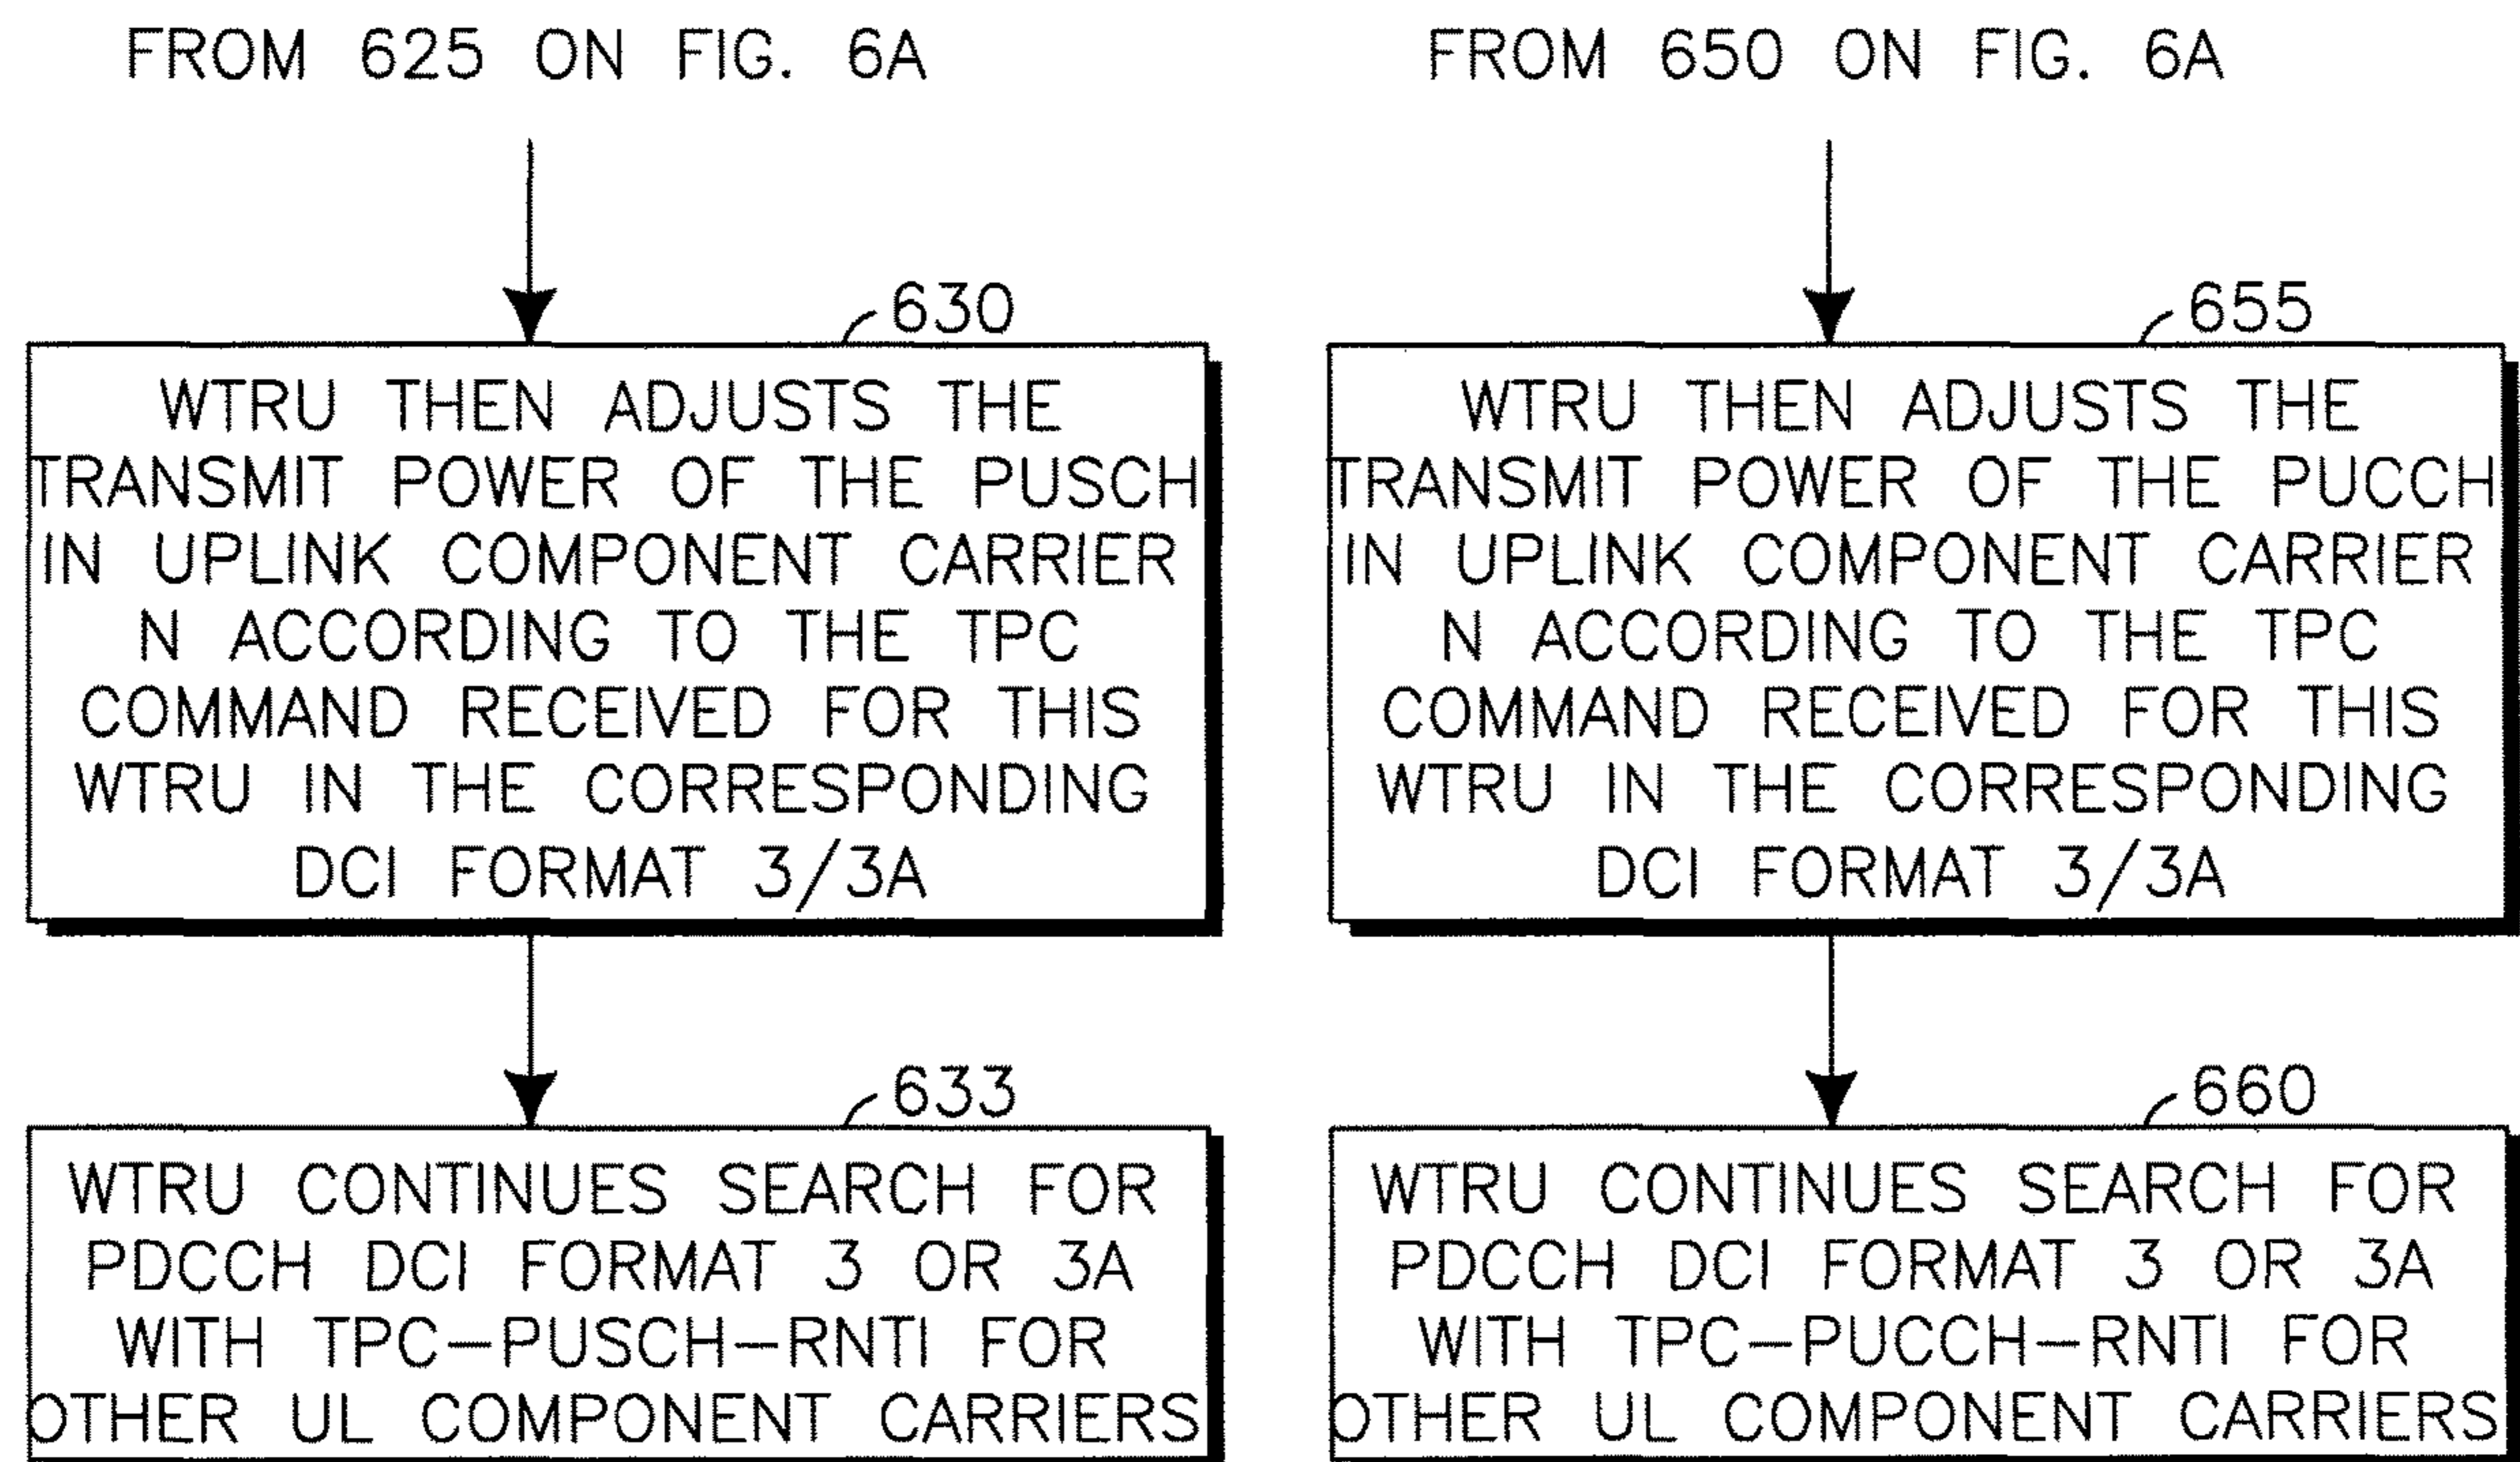 FROM 625 ON FIG. 6A
630
WTRU THEN ADJUSTS THE
TRANSMIT POWER OF THE PUSCH
IN UPLINK COMPONENT CARRIER
N ACCORDING TO THE TPC
COMMAND RECEIVED FOR THIS
WTRU IN THE CORRESPONDING
DCI FORMAT 3/3A
633
WTRU CONTINUES SEARCH FOR
PDCCH DCI FORMAT 3 OR 3A
WITH TPC-PUSCH-RNTI FOR
OTHER UL COMPONENT CARRIERS
FROM 650 ON FIG. 6A
655
WTRU THEN ADJUSTS THE
TRANSMIT POWER OF THE PUCCH
IN UPLINK COMPONENT CARRIER
N ACCORDING TO THE TPC
COMMAND RECEIVED FOR THIS
WTRU IN THE CORRESPONDING
DCI FORMAT 3/3A
660
WTRU CONTINUES SEARCH FOR
PDCCH DCI FORMAT 3 OR 3A
WITH TPC-PUCCH-RNTI FOR
OTHER UL COMPONENT CARRIERS